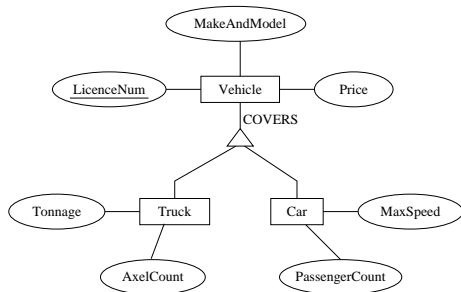 MakeAndModel
LicenceNum
Vehicle
Price
COVERS
Tonnage
Truck
Car
MaxSpeed
AxelCount
PassengerCount